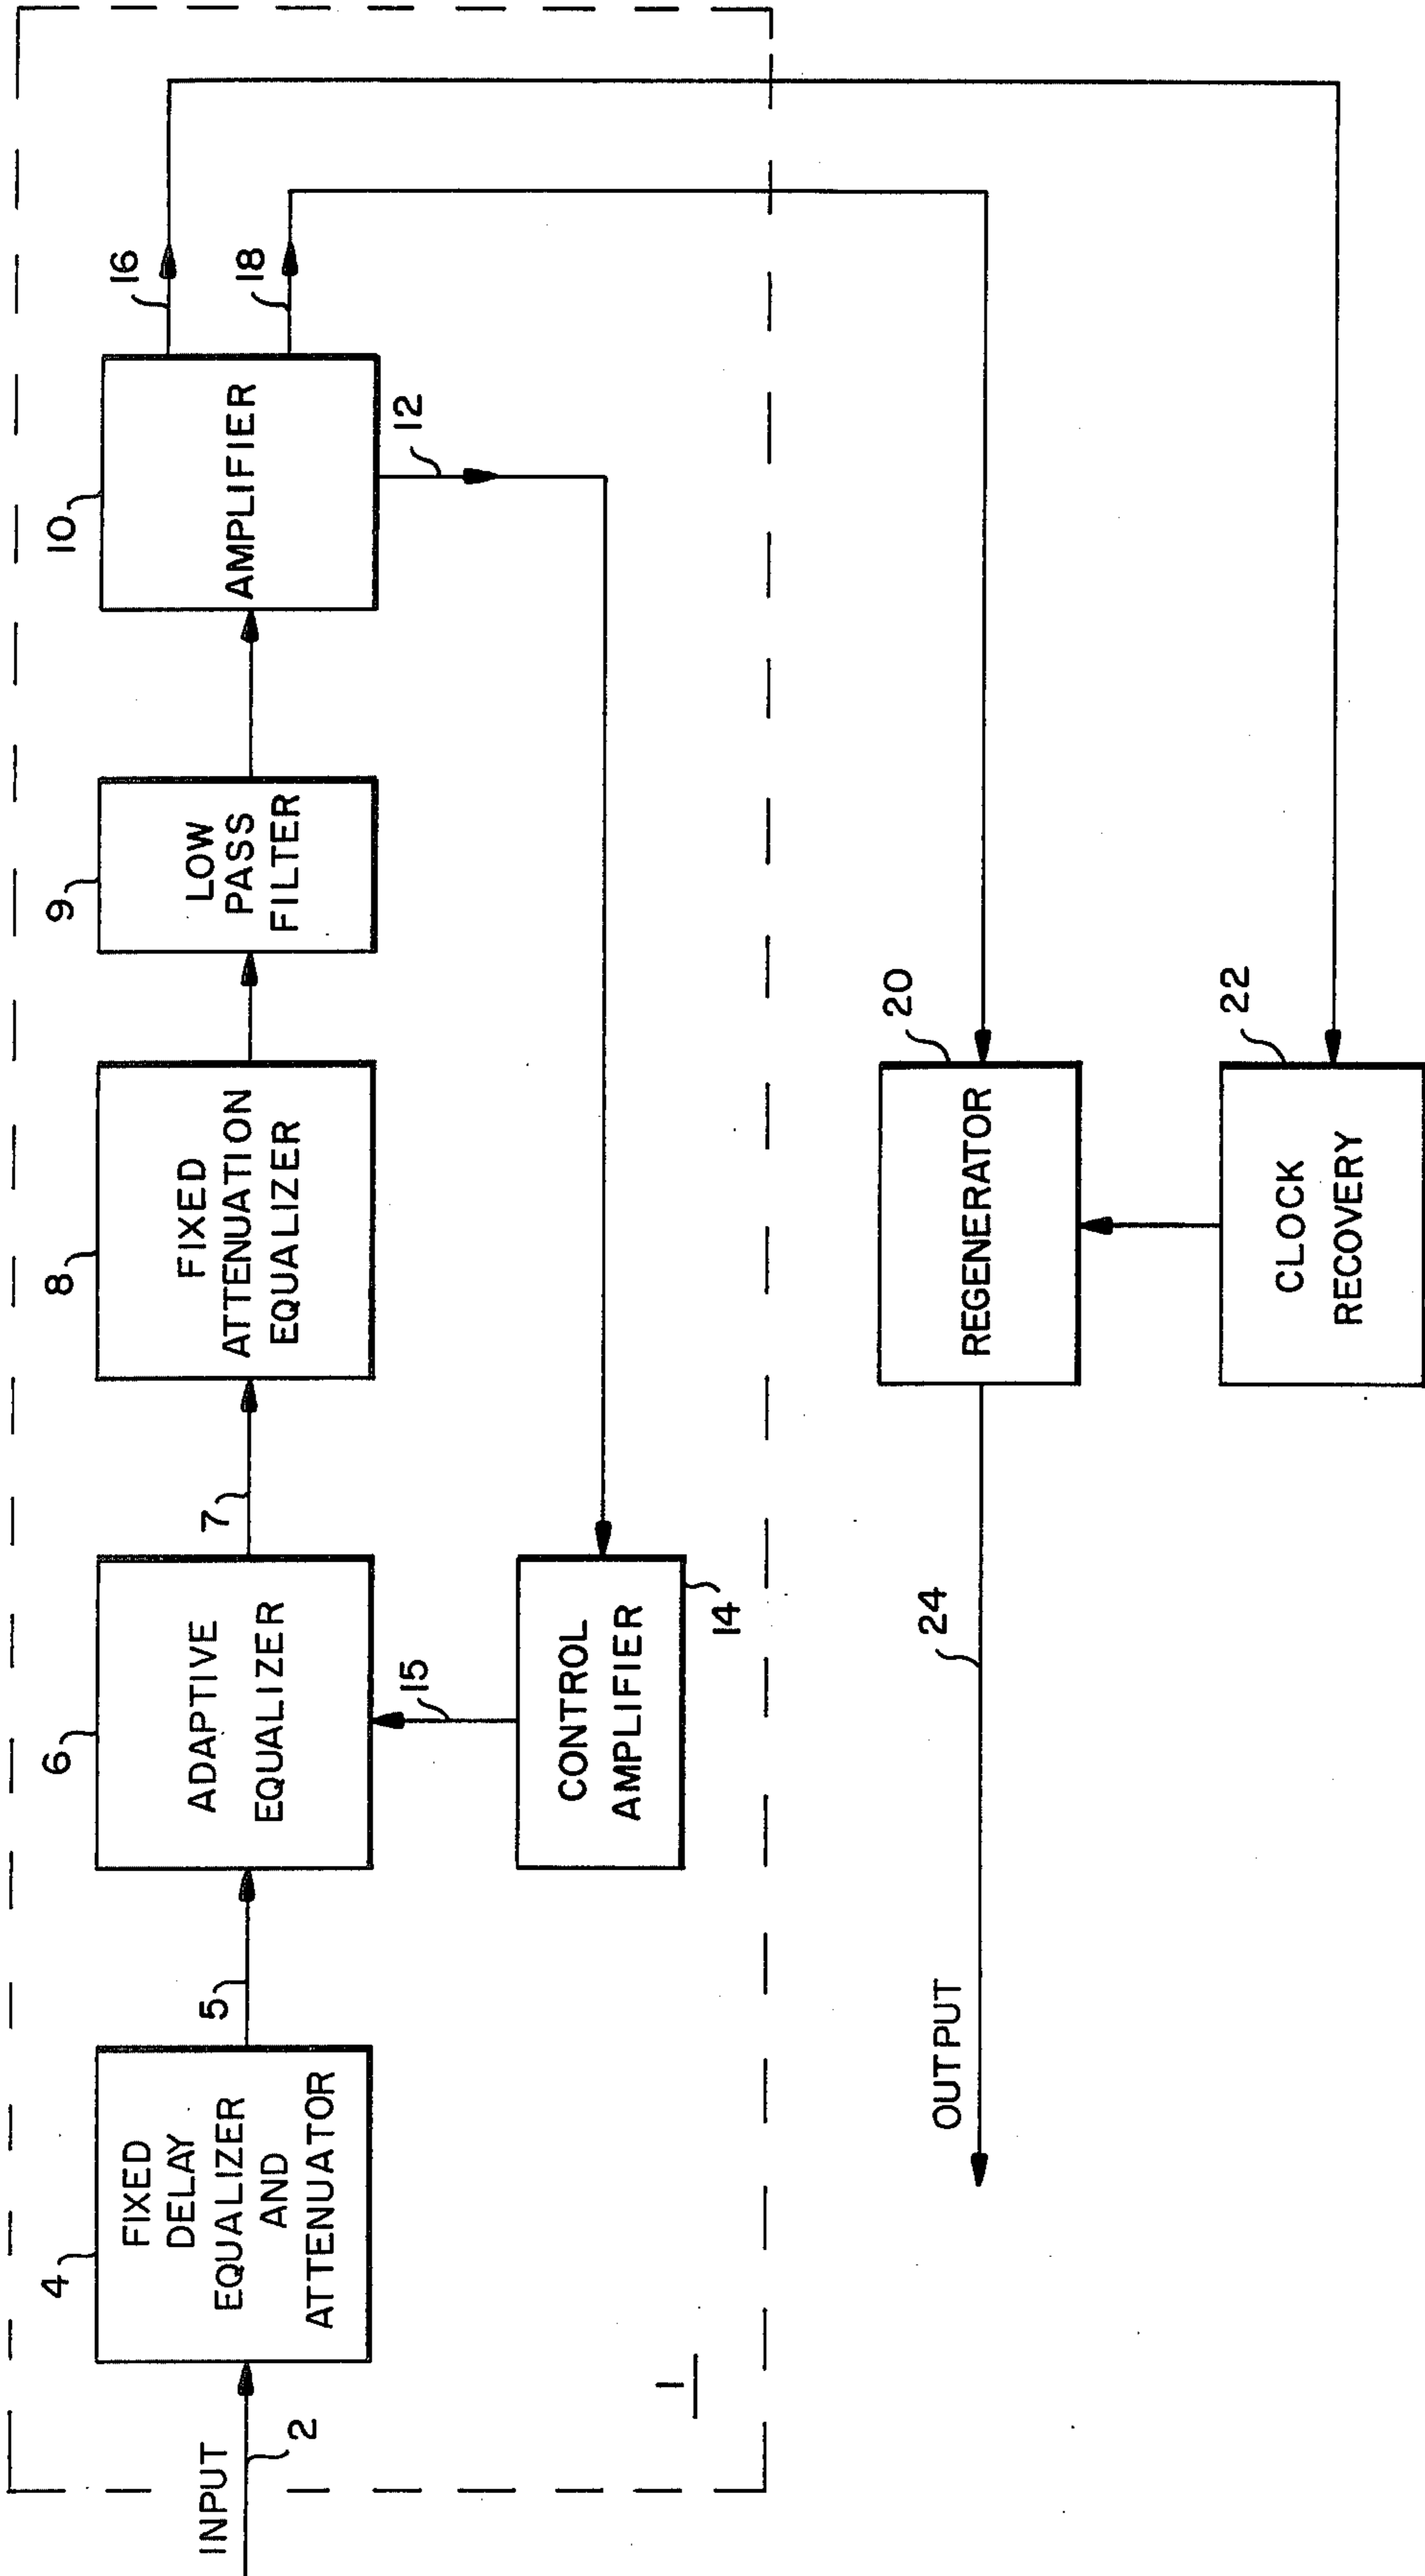 INPUT
2
4
FIXED
DELAY
EQUALIZER
AND
ATTENUATOR
5
6
ADAPTIVE
EQUALIZER
7
8
FIXED
ATTENUATION
EQUALIZER
9
LOW
PASS
FILTER
10
AMPLIFIER
16
18
12
15
CONTROL
AMPLIFIER
14
1
OUTPUT
24
REGENERATOR
20
CLOCK
RECOVERY
22